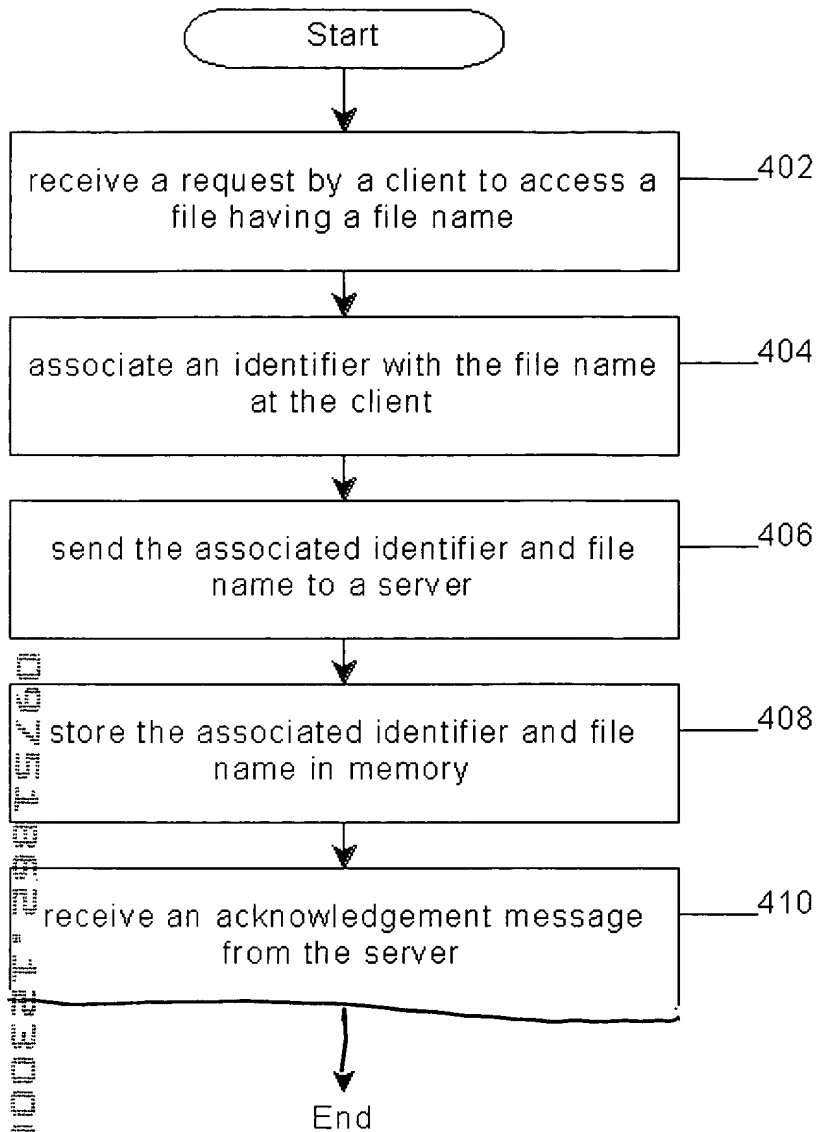 Start
receive a request by a client to access a
file having a file name
402
associate an identifier with the file name
at the client
404
send the associated identifier and file
name to a server
406
store the associated identifier and file
name in memory
408
receive an acknowledgement message
from the server
410
End